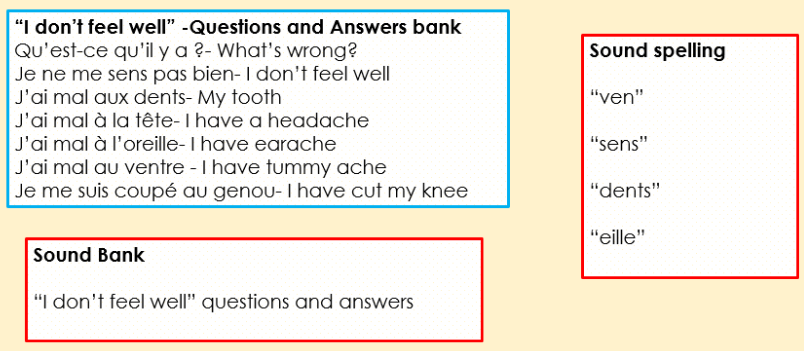 “I don’t feel well” -Questions and Answers bank
Qu’est-ce qu’il y a ?- What’s wrong?
Je ne me sens pas bien- I don’t feel well
J’ai mal aux dents- My tooth
J’ai mal à la tête- I have a headache
J’ai mal à l’oreille- I have earache
J’ai mal au ventre - I have tummy ache
Je me suis coupé au genou- I have cut my knee
Sound Bank
“I don’t feel well” questions and answers
Sound spelling
“ven”
“sens”
“dents”
“eille”